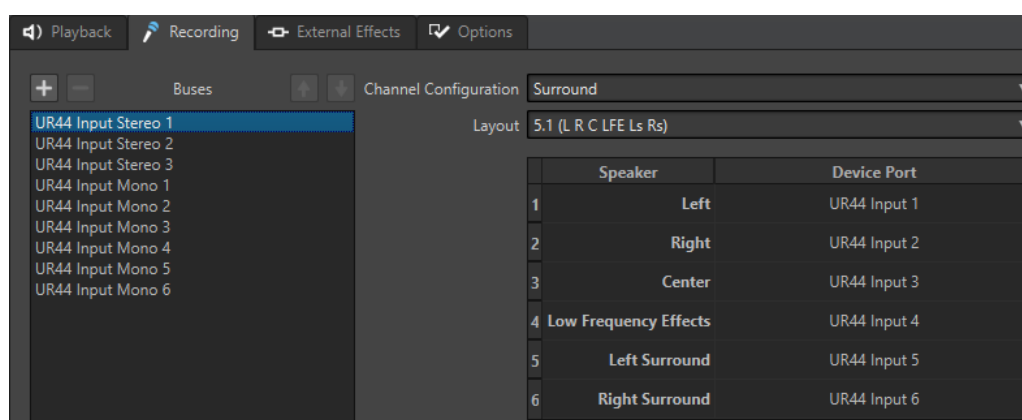 Playback Recording External Effects Options
Buses Channel Configuration Surround
UR44 Input Stereo 1
UR44 Input Stereo 2
UR44 Input Stereo 3
UR44 Input Mono 1
UR44 Input Mono 2
UR44 Input Mono 3
UR44 Input Mono 4
UR44 Input Mono 5
UR44 Input Mono 6
Layout 5.1 (L R C LFE Ls Rs)
Speaker Device Port
1 Left UR44 Input 1
2 Right UR44 Input 2
3 Center UR44 Input 3
4 Low Frequency Effects UR44 Input 4
5 Left Surround UR44 Input 5
6 Right Surround UR44 Input 6